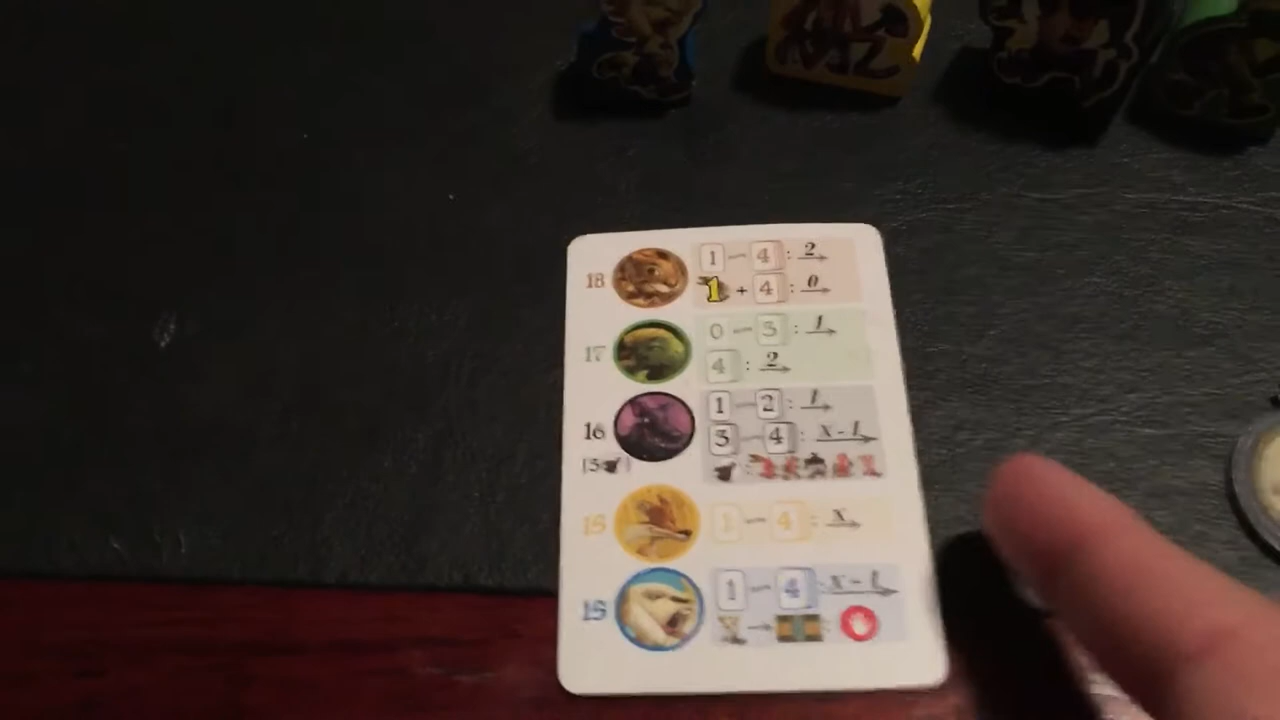 18 1 – 4 : 2
1 + 4 : 0
17 0 – 3 : 1
4 : 2
16 1 – 2 : 1
3 – 4 : X-1
(3
15 1 – 4 : X
15 1 – 4 : X-1